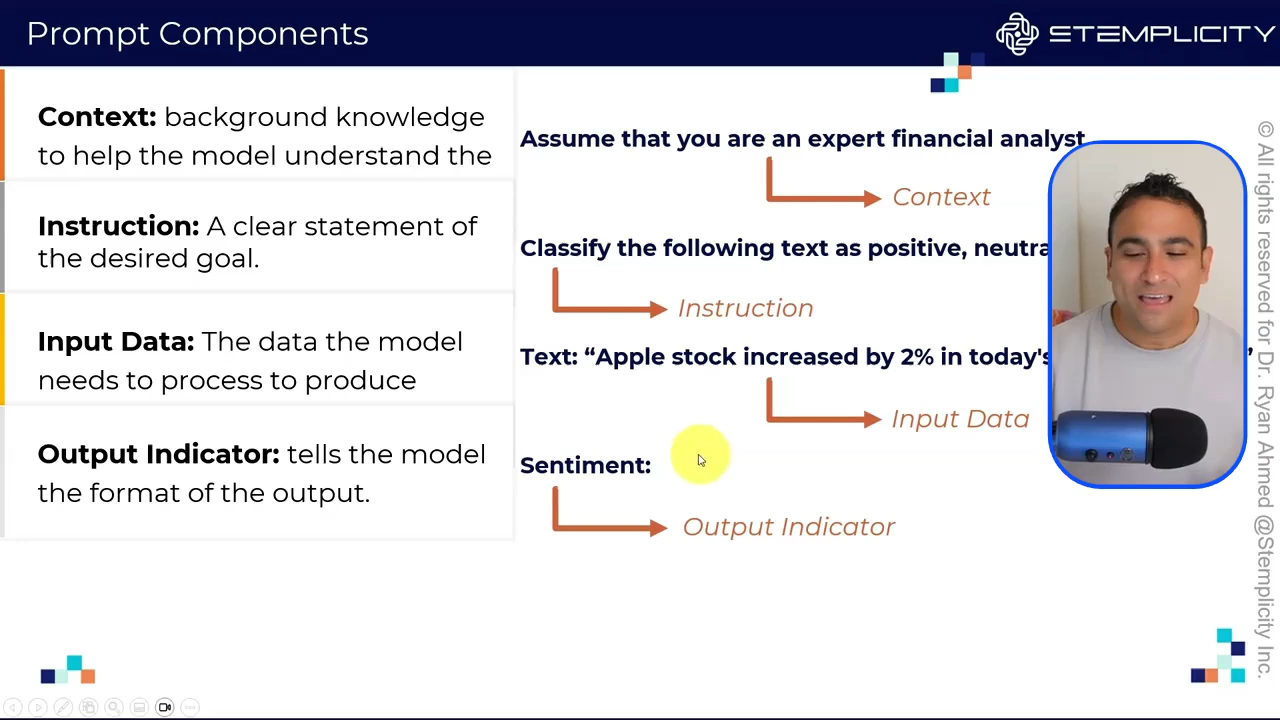 Prompt Components
STEMPLICITY
Context: background knowledge
to help the model understand the
Instruction: A clear statement of
the desired goal.
Input Data: The data the model
needs to process to produce
Output Indicator: tells the model
the format of the output.
Assume that you are an expert financial analyst
Context
Classify the following text as positive, neutra
Instruction
Text: “Apple stock increased by 2% in today's
Input Data
Sentiment:
Output Indicator
© All rights reserved for Dr. Ryan Ahmed @Stemplicity Inc.